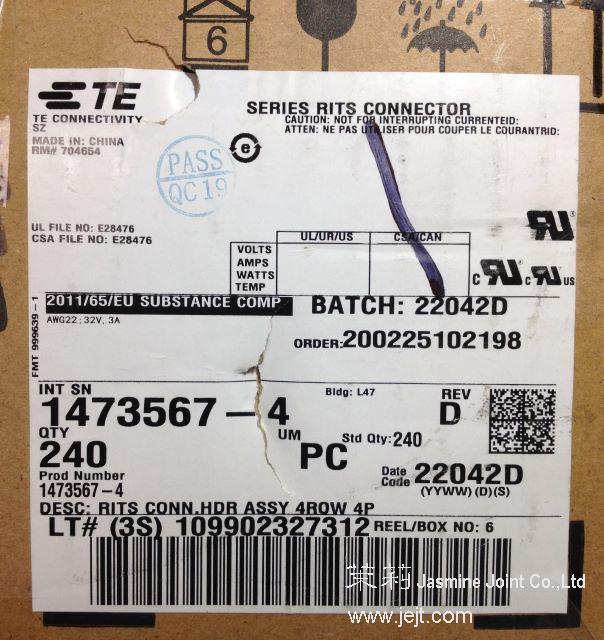 6
TE
TE CONNECTIVITY
SZ
MADE IN: CHINA
RM# 704654
SERIES RITS CONNECTOR
CAUTION: NOT FOR INTERRUPTING CURRENTEID:
ATTEN: NE PAS UTILISER POUR COUPER LE COURANTRID:
e
PASS
QC 19
UL FILE NO: E28476
CSA FILE NO: E28476
UL/UR/US CSA/CAN
VOLTS
AMPS
WATTS
TEMP
C US
2011/65/EU SUBSTANCE COMP
AWG22; 32V, 3A
BATCH: 22042D
ORDER: 200225102198
FMT 999639-1
INT SN
1473567-4
Bldg: L47
REV
D
QTY
240
UM
PC
Std Qty: 240
Prod Number
1473567-4
Date Code 22042D
(YYWW) (D)(S)
DESC: RITS CONN,HDR ASSY 4ROW 4P
LT# (3S) 109902327312 REEL/BOX NO: 6
茉莉 Jasmine Joint Co.,Ltd
www.jejt.com